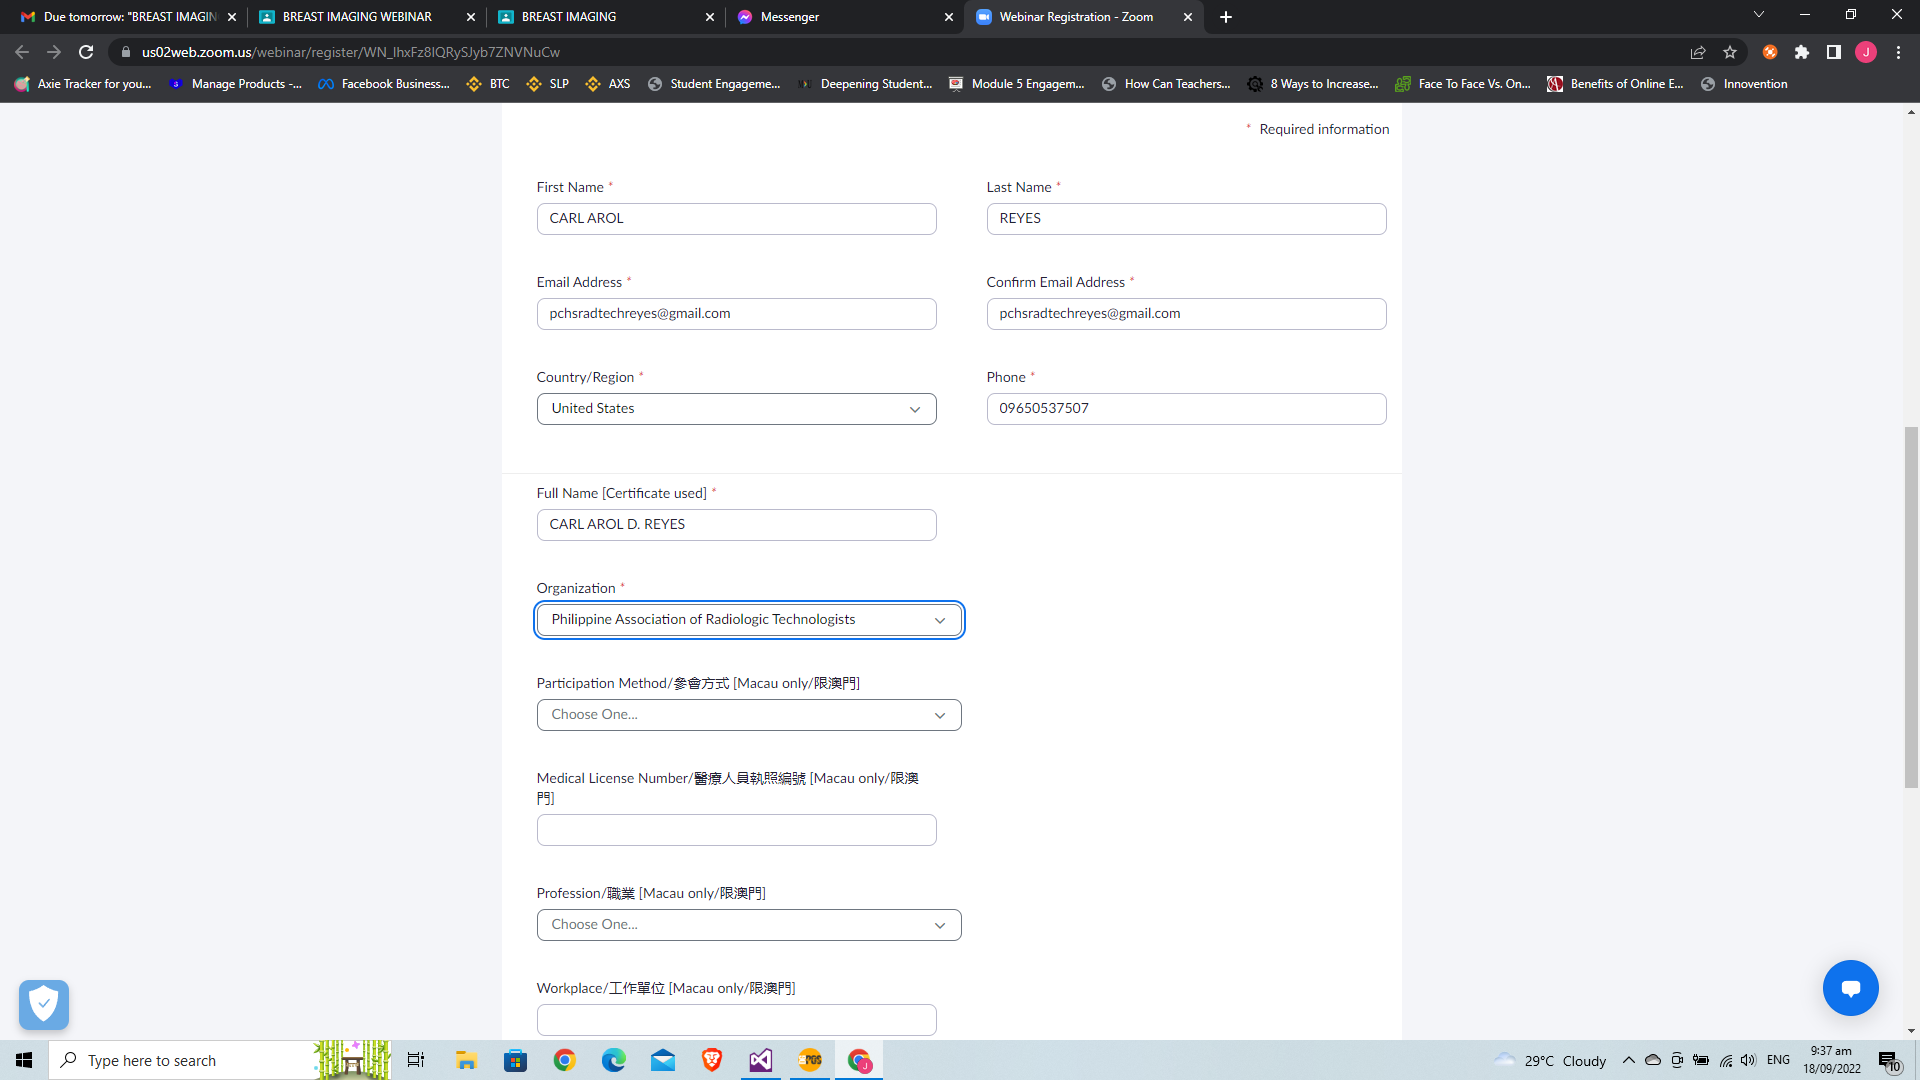 Due tomorrow: "BREAST IMAGIN
BREAST IMAGING WEBINAR
BREAST IMAGING
Messenger
Webinar Registration - Zoom
us02web.zoom.us/webinar/register/WN_lhxFz8IQRySJyb7ZNVNuCw
J
Axie Tracker for you...
Manage Products -...
Facebook Business...
BTC
SLP
AXS
Student Engageme...
Deepening Student...
Module 5 Engagem...
How Can Teachers...
8 Ways to Increase...
Face To Face Vs. On...
Benefits of Online E...
Innovention
* Required information
First Name *
Last Name *
CARL AROL
REYES
Email Address *
Confirm Email Address *
pchsradtechreyes@gmail.com
pchsradtechreyes@gmail.com
Country/Region *
Phone *
United States
09650537507
Full Name [Certificate used] *
CARL AROL D. REYES
Organization *
Philippine Association of Radiologic Technologists
Participation Method/參會方式 [Macau only/限澳門]
Choose One...
Medical License Number/醫療人員執照編號 [Macau only/限澳
門]
Profession/職業 [Macau only/限澳門]
Choose One...
Workplace/工作單位 [Macau only/限澳門]
Type here to search
POS
J
29°C Cloudy
ENG
9:37 am
18/09/2022
10